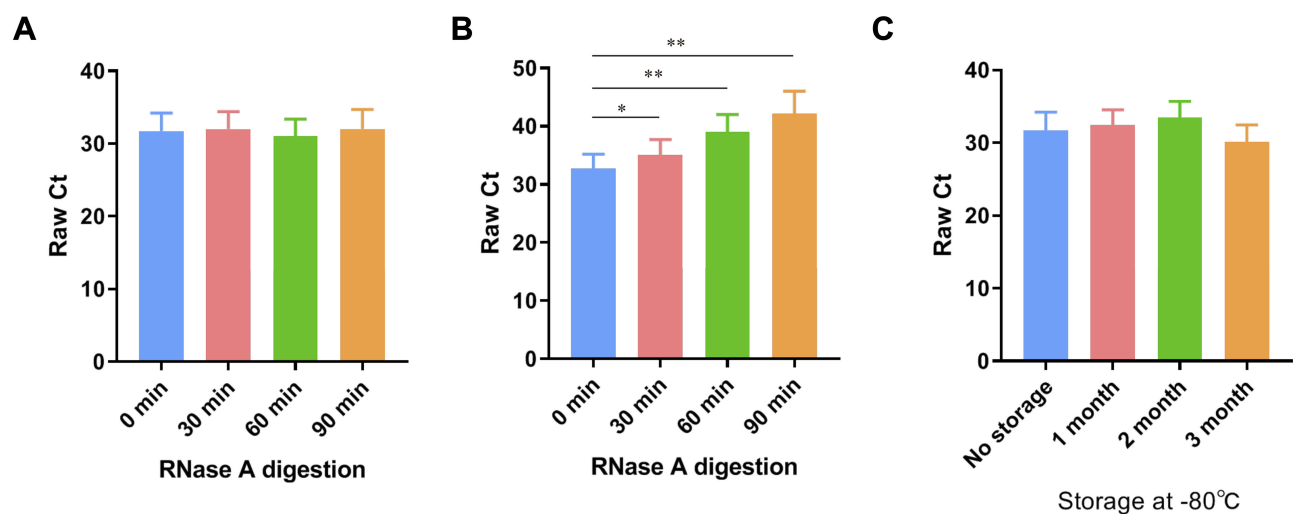 A
Raw Ct
40
30
20
10
0
0 min
30 min
60 min
90 min
RNase A digestion
B
Raw Ct
50
40
30
20
10
0
**
**
*
0 min
30 min
60 min
90 min
RNase A digestion
C
Raw Ct
40
30
20
10
0
No storage
1 month
2 month
3 month
Storage at -80℃